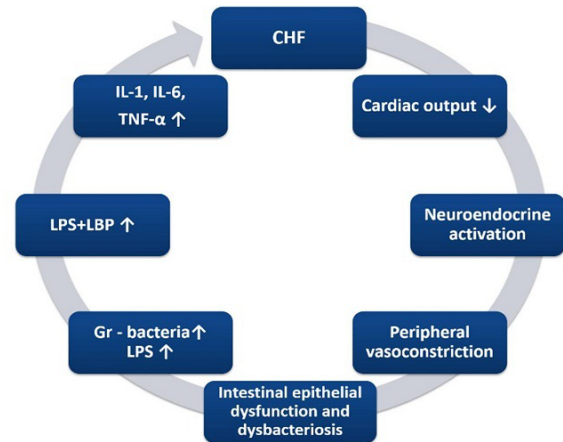 CHF
Cardiac output ↓
Neuroendocrine
activation
Peripheral
vasoconstriction
Intestinal epithelial
dysfunction and
dysbacteriosis
Gr - bacteria↑
LPS ↑
LPS+LBP ↑
IL-1, IL-6,
TNF-α ↑